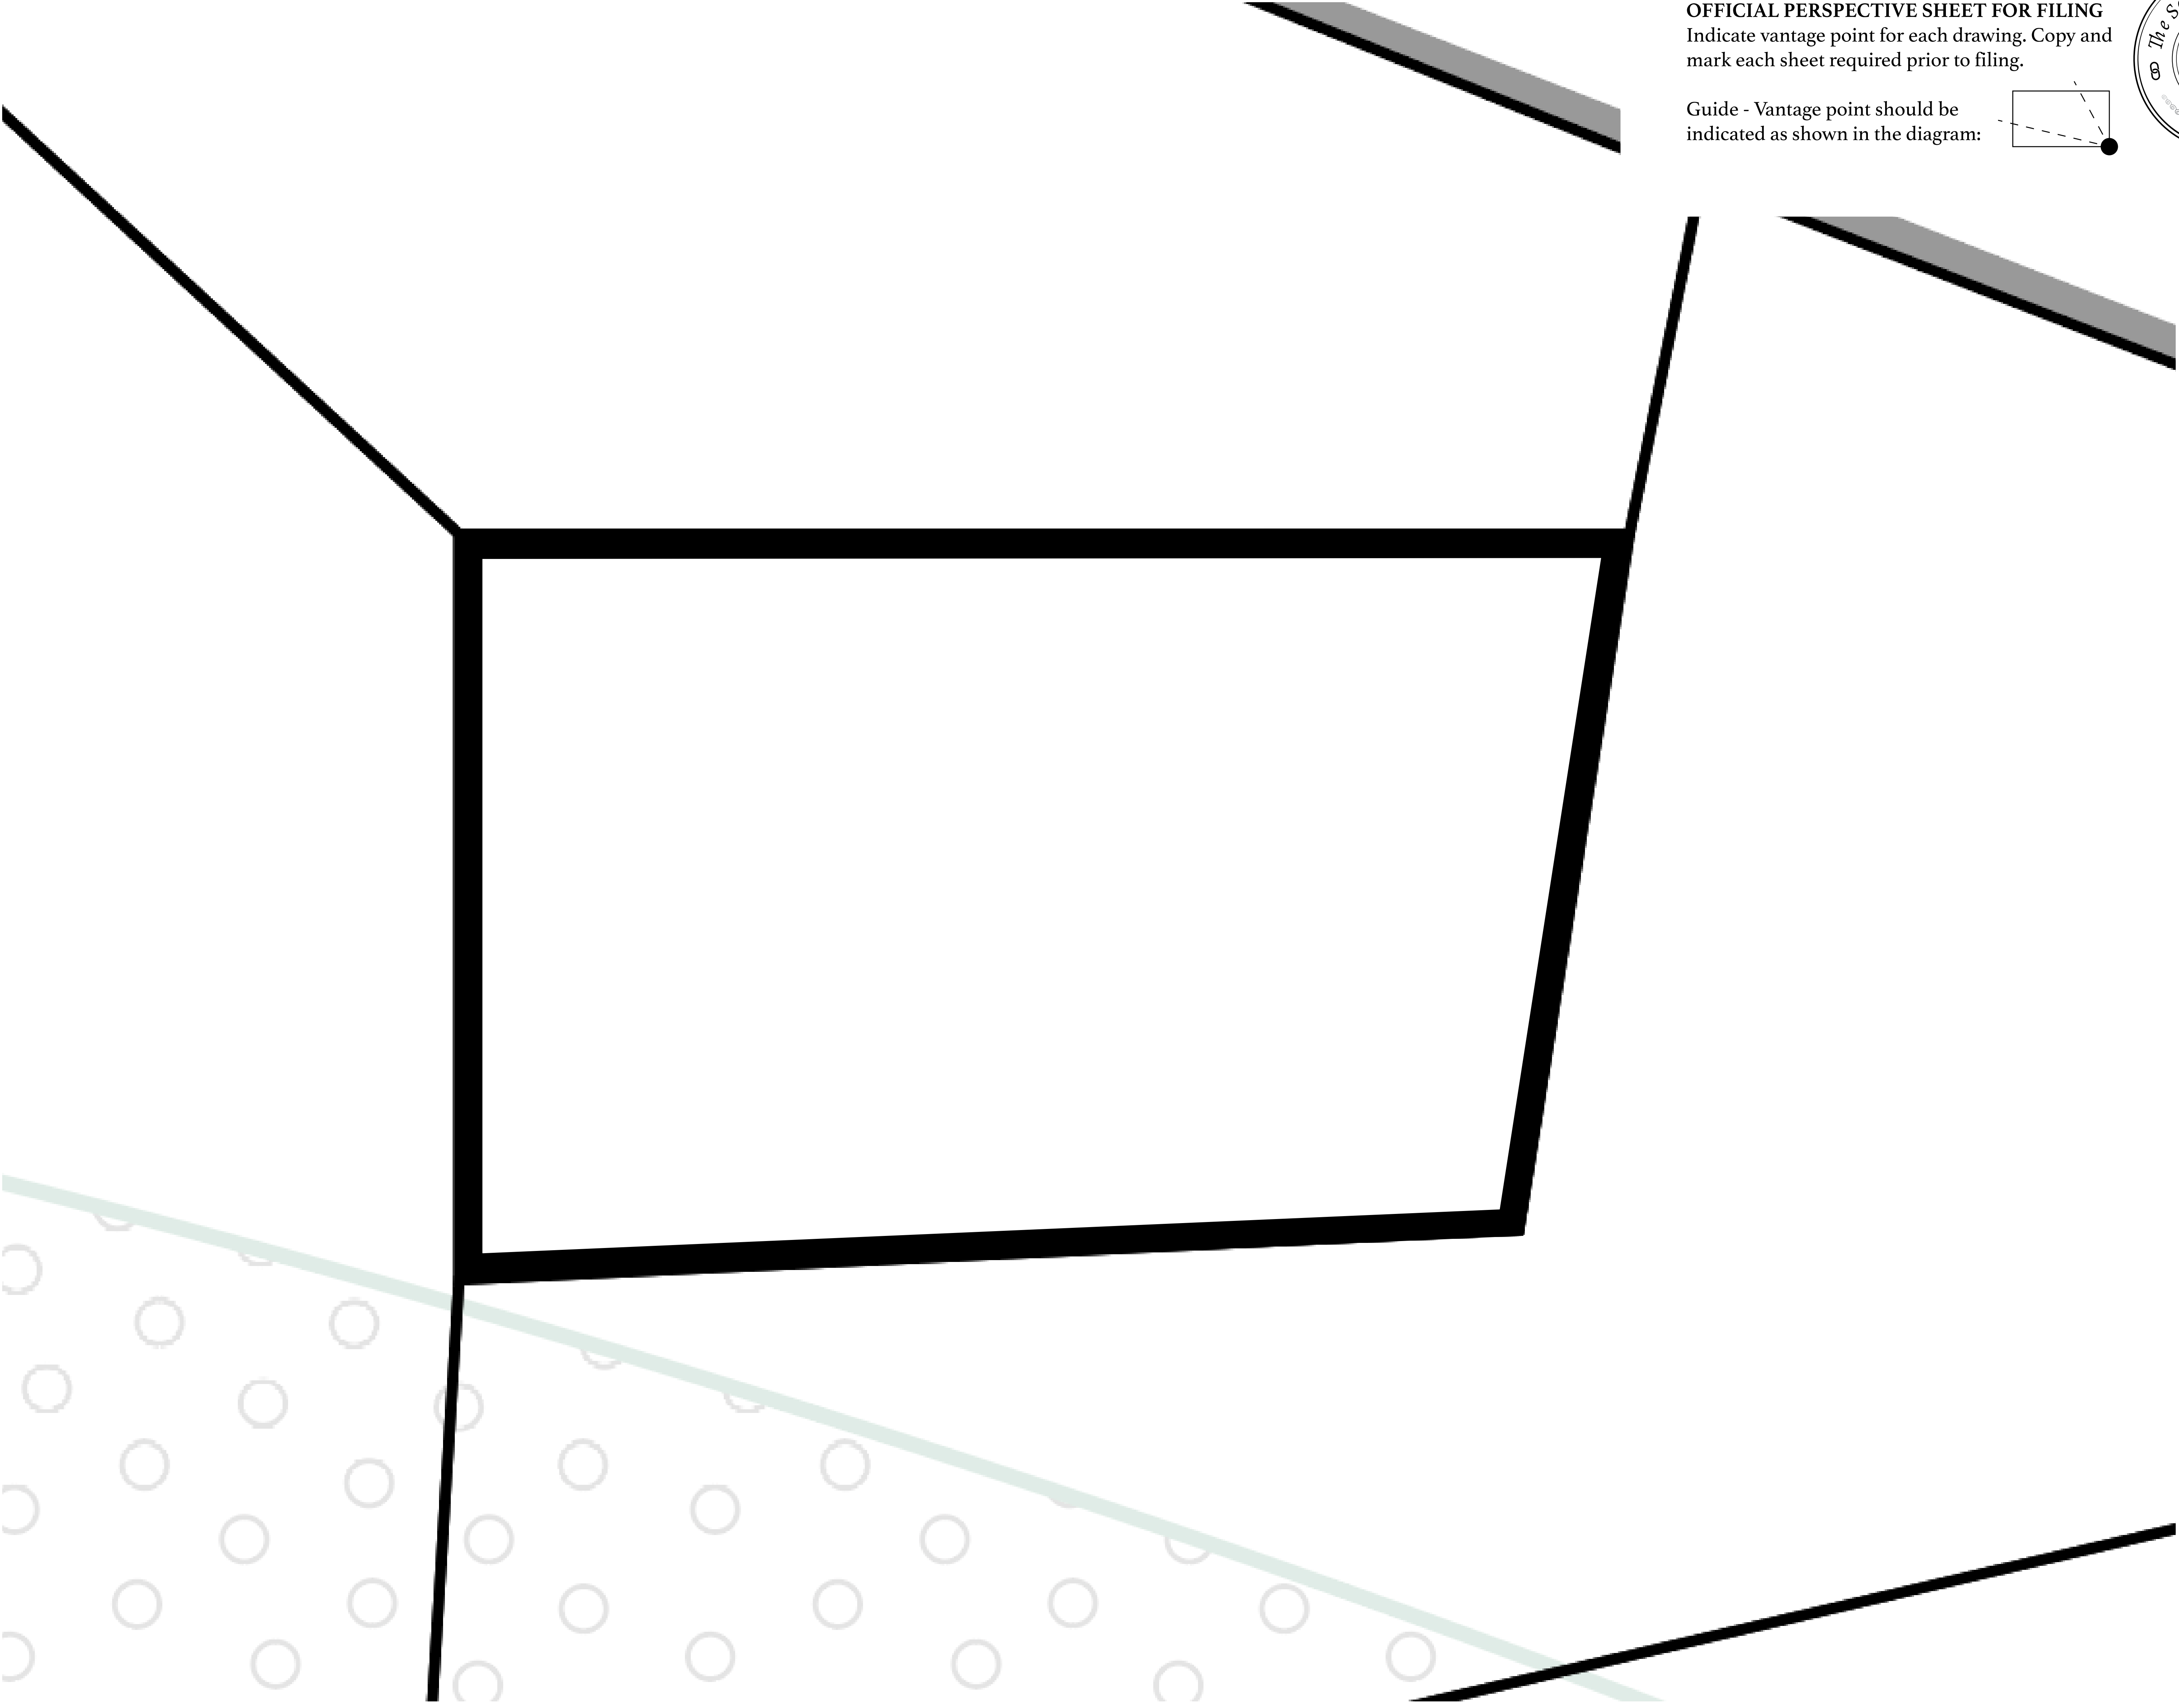 OFFICIAL PERSPECTIVE SHEET FOR FILING
Indicate vantage point for each drawing. Copy and
mark each sheet required prior to filing.
Guide - Vantage point should be
indicated as shown in the diagram:
The